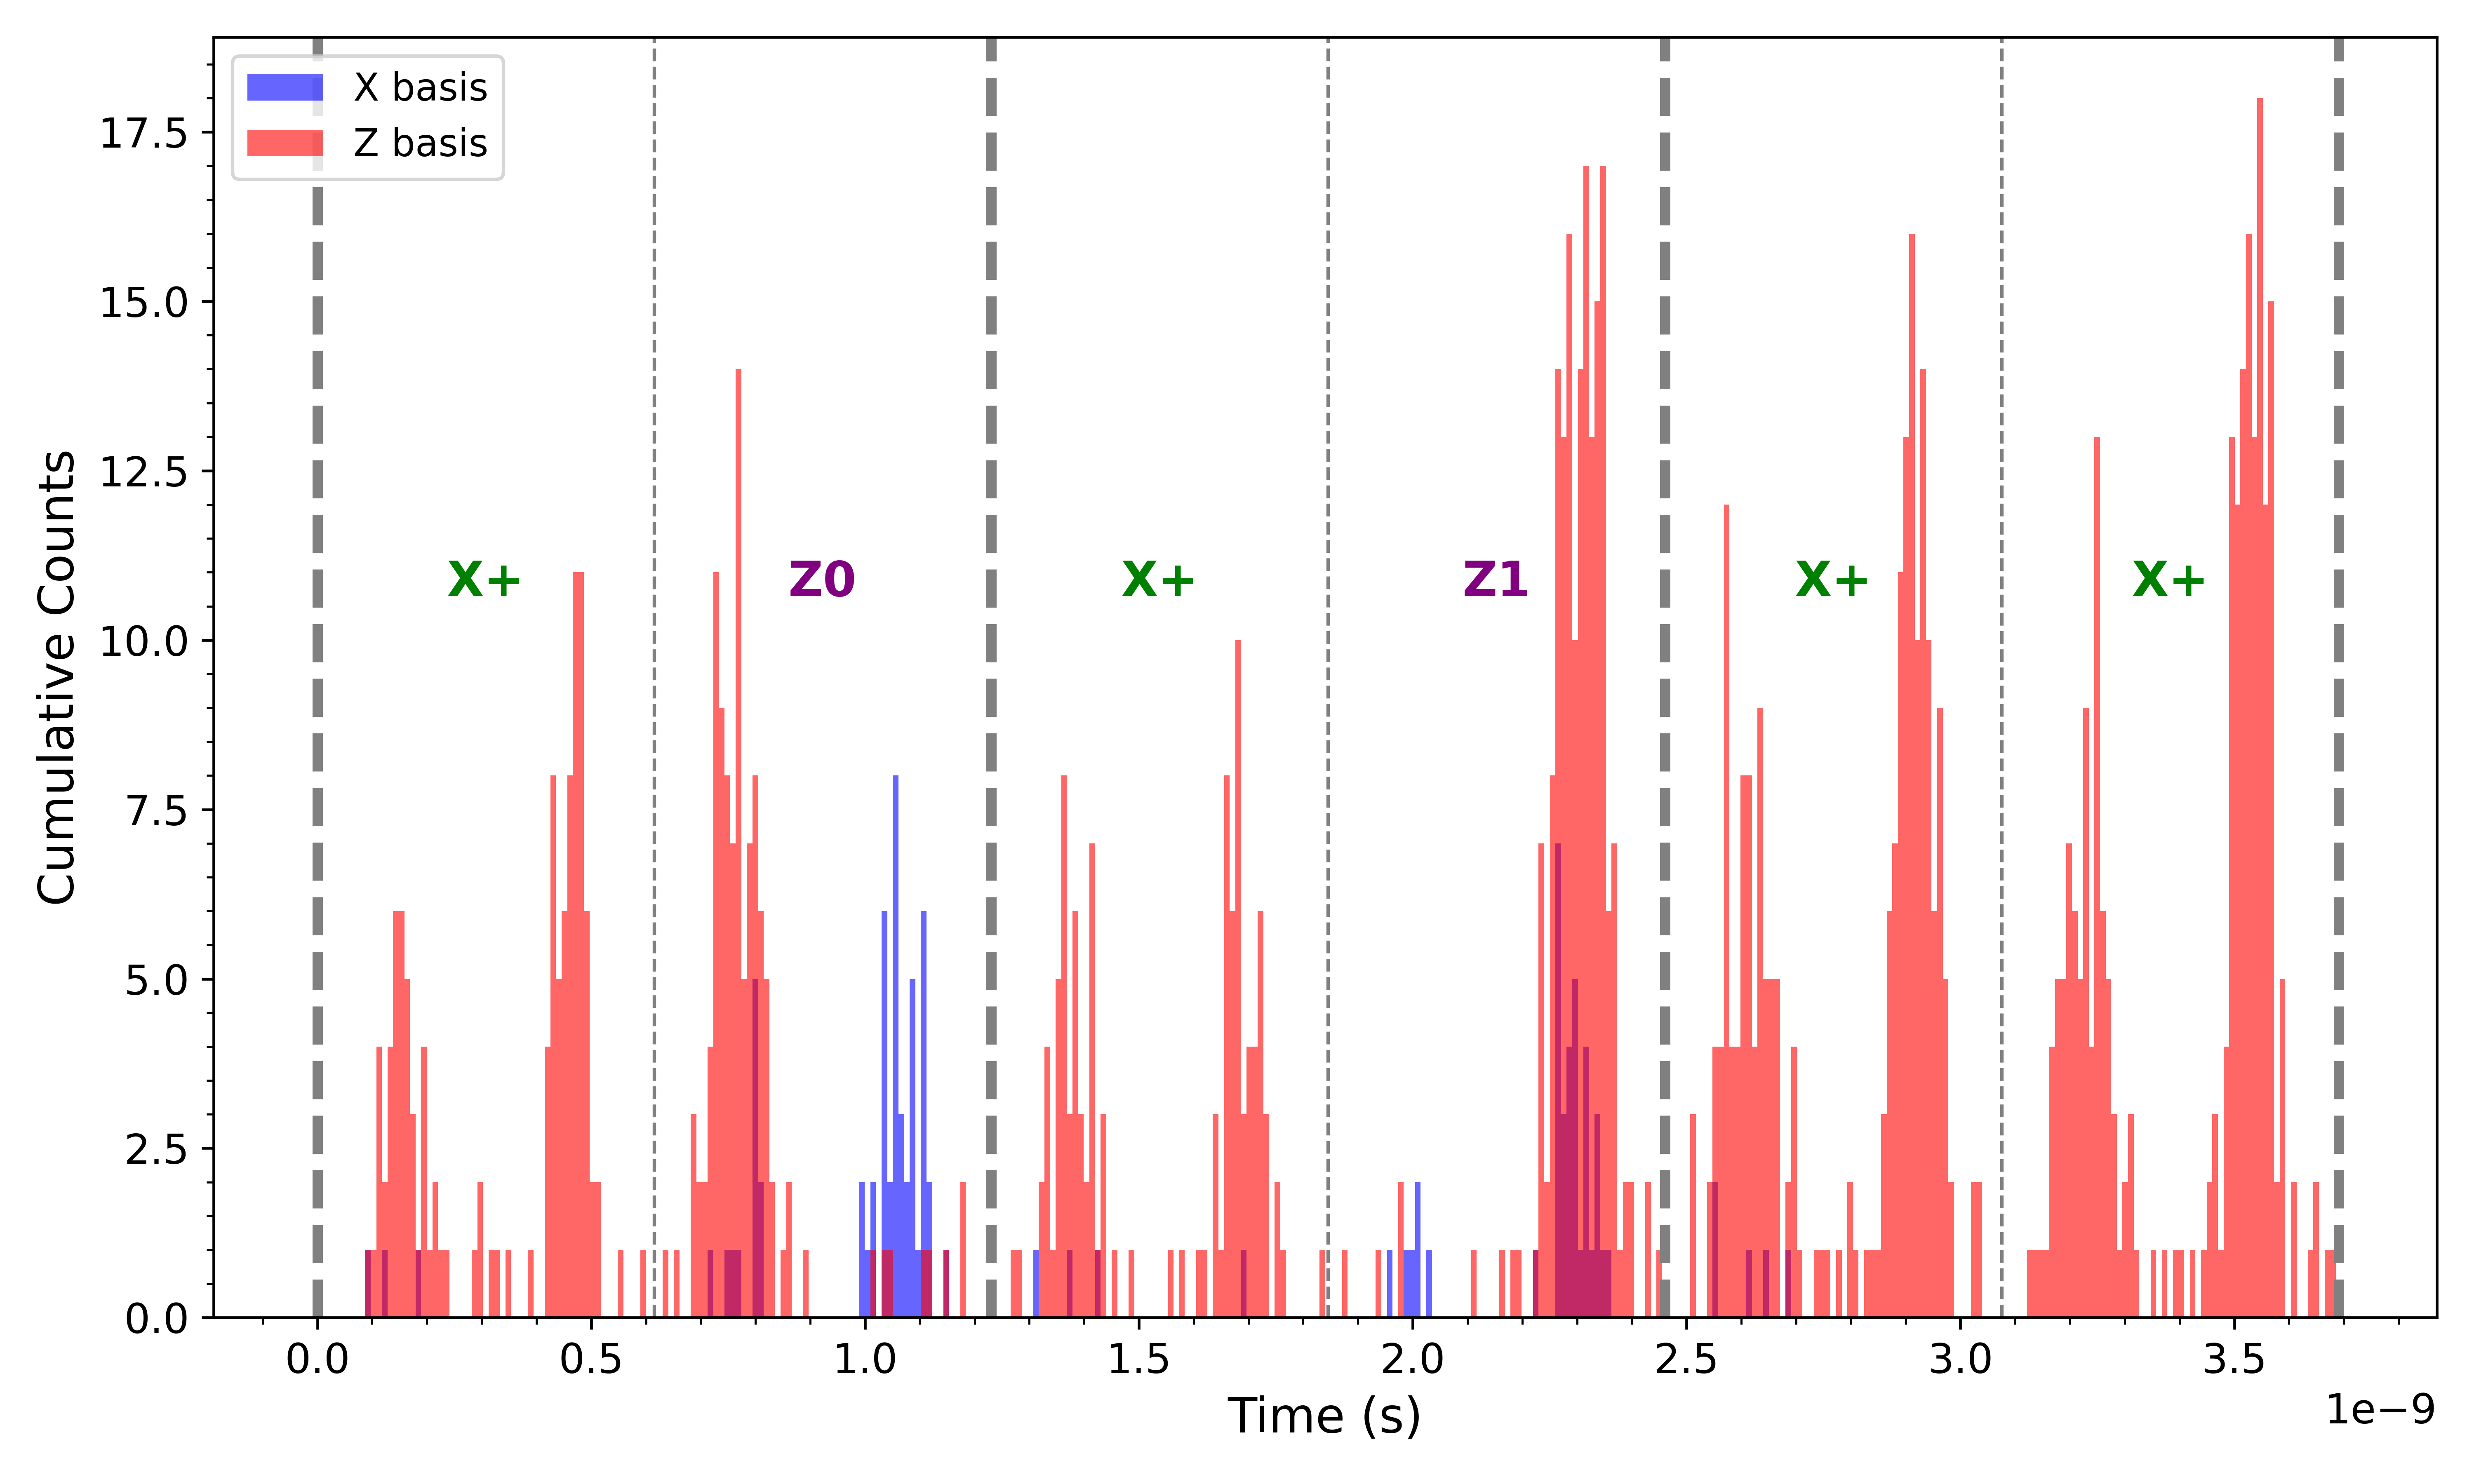 X basis
Z basis
17.5
15.0
12.5
10.0
7.5
5.0
2.5
0.0
Cumulative Counts
X+ Z0 X+ Z1 X+ X+
0.0 0.5 1.0 1.5 2.0 2.5 3.0 3.5
Time (s)
1e−9